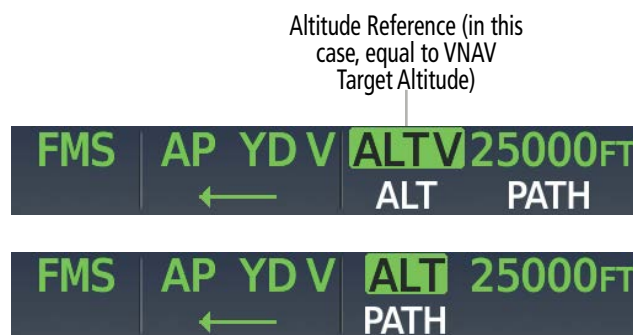 Altitude Reference (in this
case, equal to VNAV
Target Altitude)
FMS AP YD V ALTV 25000FT
← ALT PATH
FMS AP YD V ALT 25000FT
← PATH